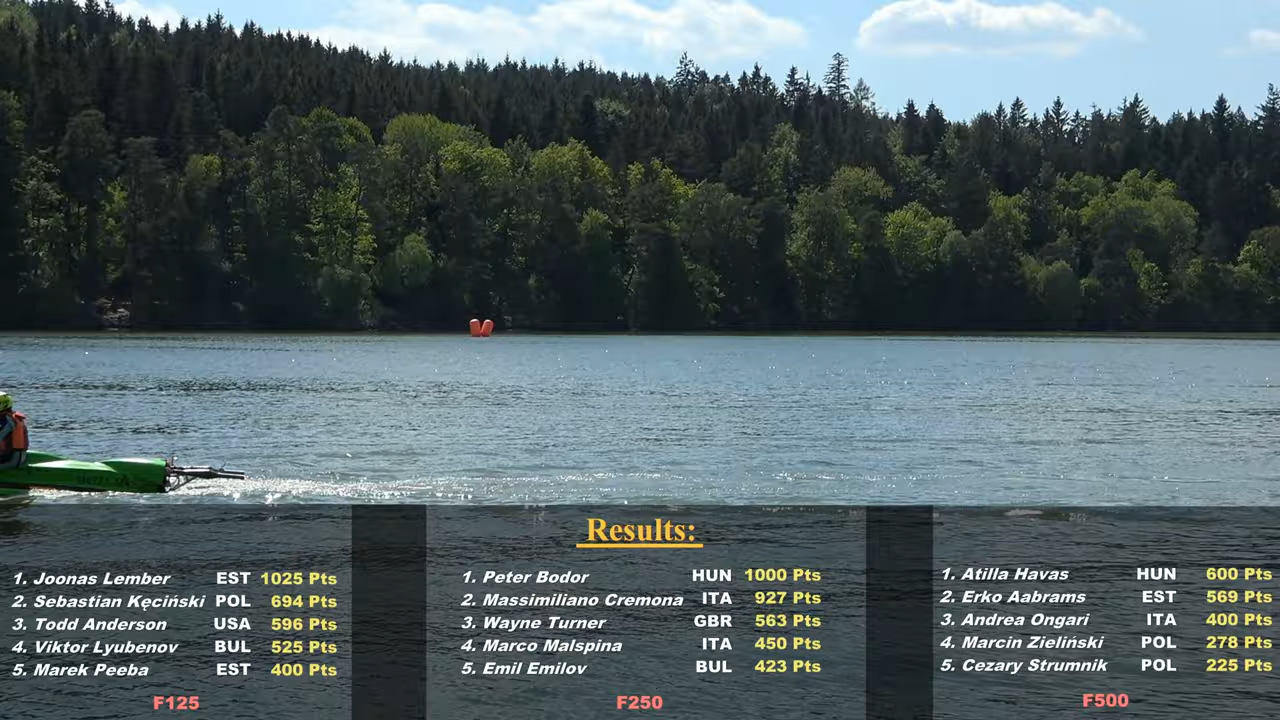 Results:
1. Joonas Lember EST 1025 Pts
2. Sebastian Kęciński POL 694 Pts
3. Todd Anderson USA 596 Pts
4. Viktor Lyubenov BUL 525 Pts
5. Marek Peeba EST 400 Pts
F125
1. Peter Bodor HUN 1000 Pts
2. Massimiliano Cremona ITA 927 Pts
3. Wayne Turner GBR 563 Pts
4. Marco Malspina ITA 450 Pts
5. Emil Emilov BUL 423 Pts
F250
1. Atilla Havas HUN 600 Pts
2. Erko Aabrams EST 569 Pts
3. Andrea Ongari ITA 400 Pts
4. Marcin Zieliński POL 278 Pts
5. Cezary Strumnik POL 225 Pts
F500